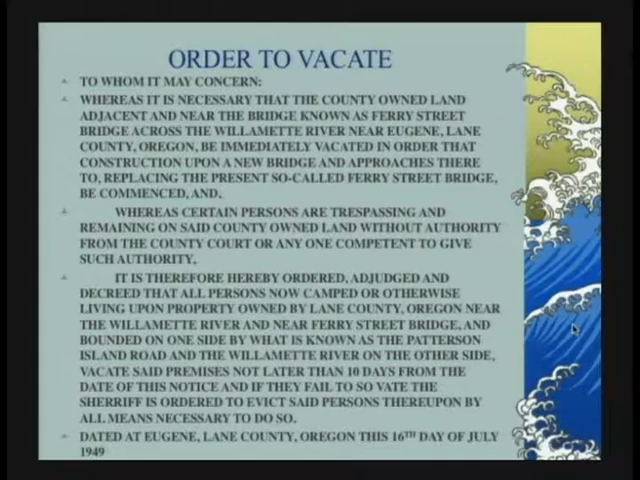 ORDER TO VACATE
TO WHOM IT MAY CONCERN:
WHEREAS IT IS NECESSARY THAT THE COUNTY OWNED LAND
ADJACENT AND NEAR THE BRIDGE KNOWN AS FERRY STREET
BRIDGE ACROSS THE WILLAMETTE RIVER NEAR EUGENE, LANE
COUNTY, OREGON, BE IMMEDIATELY VACATED IN ORDER THAT
CONSTRUCTION UPON A NEW BRIDGE AND APPROACHES THERE
TO, REPLACING THE PRESENT SO-CALLED FERRY STREET BRIDGE,
BE COMMENCED, AND,
WHEREAS CERTAIN PERSONS ARE TRESPASSING AND
REMAINING ON SAID COUNTY OWNED LAND WITHOUT AUTHORITY
FROM THE COUNTY COURT OR ANY ONE COMPETENT TO GIVE
SUCH AUTHORITY,
IT IS THEREFORE HEREBY ORDERED, ADJUDGED AND
DECREED THAT ALL PERSONS NOW CAMPED OR OTHERWISE
LIVING UPON PROPERTY OWNED BY LANE COUNTY, OREGON NEAR
THE WILLAMETTE RIVER AND NEAR FERRY STREET BRIDGE, AND
BOUNDED ON ONE SIDE BY WHAT IS KNOWN AS THE PATTERSON
ISLAND ROAD AND THE WILLAMETTE RIVER ON THE OTHER SIDE,
VACATE SAID PREMISES NOT LATER THAN 10 DAYS FROM THE
DATE OF THIS NOTICE AND IF THEY FAIL TO SO VATE THE
SHERRIFF IS ORDERED TO EVICT SAID PERSONS THEREUPON BY
ALL MEANS NECESSARY TO DO SO.
DATED AT EUGENE, LANE COUNTY, OREGON THIS 16TH DAY OF JULY
1949